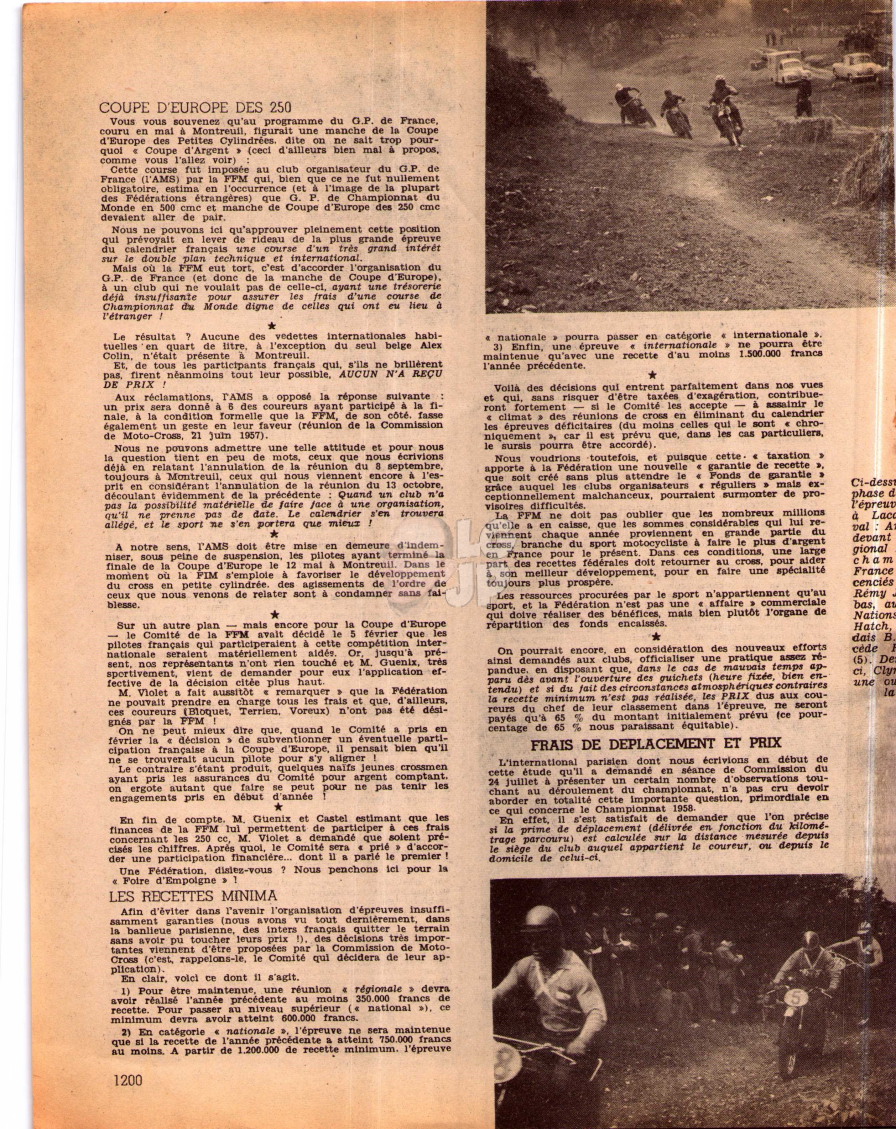 COUPE D'EUROPE DES 250
Vous vous souvenez qu'au programme du G.P. de France,
couru en mai à Montreuil, figurait une manche de la Coupe
d'Europe des Petites Cylindrées, dite on ne sait trop pour-
quoi « Coupe d'Argent » (ceci d'ailleurs bien mal à propos,
comme vous l'allez voir) :
Cette course fut imposée au club organisateur du G.P. de
France (l'AMS) par la FFM qui, bien que ce ne fut nullement
obligatoire, estima en l'occurrence (et à l'image de la plupart
des Fédérations étrangères) que G. P. de Championnat du
Monde en 500 cmc et manche de Coupe d'Europe des 250 cmc
devaient aller de pair.
Nous ne pouvons ici qu'approuver pleinement cette position
qui prévoyait en lever de rideau de la plus grande épreuve
du calendrier français une course d'un très grand intérêt
sur le double plan technique et international.
Mais où la FFM eut tort, c'est d'accorder l'organisation du
G.P. de France (et donc de la manche de Coupe d'Europe),
à un club qui ne voulait pas de celle-ci, ayant une trésorerie
déjà insuffisante pour assurer les frais d'une course de
Championnat du Monde digne de celles qui ont eu lieu à
l'étranger !
★
Le résultat ? Aucune des vedettes internationales habi-
tuelles en quart de litre, à l'exception du seul belge Alex
Colin, n'était présente à Montreuil.
Et, de tous les participants français qui, s'ils ne brillèrent
pas, firent néanmoins tout leur possible, AUCUN N'A REÇU
DE PRIX !
Aux réclamations, l'AMS a opposé la réponse suivante :
un prix sera donné à 6 des coureurs ayant participé à la fi-
nale, à la condition formelle que la FFM, de son côté, fasse
également un geste en leur faveur (réunion de la Commission
de Moto-Cross, 21 juin 1957).
Nous ne pouvons admettre une telle attitude et pour nous
la question tient en peu de mots, ceux que nous écrivions
déjà en relatant l'annulation de la réunion du 8 septembre,
toujours à Montreuil, ceux qui nous viennent encore à l'es-
prit en considérant l'annulation de la réunion du 13 octobre,
découlant évidemment de la précédente : Quand un club n'a
pas la possibilité matérielle de faire face à une organisation,
qu'il ne prenne pas de date. Le calendrier s'en trouvera
allégé, et le sport ne s'en portera que mieux !
★
A notre sens, l'AMS doit être mise en demeure d'indem-
niser, sous peine de suspension, les pilotes ayant terminé la
finale de la Coupe d'Europe le 12 mai à Montreuil. Dans le
moment où la FIM s'emploie à favoriser le développement
du cross en petite cylindrée, des agissements de l'ordre de
ceux que nous venons de relater sont à condamner sans fai-
blesse.
★
Sur un autre plan — mais encore pour la Coupe d'Europe
— le Comité de la FFM avait décidé le 5 février que les
pilotes français qui participeraient à cette compétition inter-
nationale seraient matériellement aidés. Or, jusqu'à pré-
sent, nos représentants n'ont rien touché et M. Guenix, très
sportivement, vient de demander pour eux l'application ef-
fective de la décision citée plus haut.
M. Violet a fait aussitôt « remarquer » que la Fédération
ne pouvait prendre en charge tous les frais et que, d'ailleurs,
ces coureurs (Bloquet, Terrien, Voreux) n'ont pas été dési-
gnés par la FFM !
On ne peut mieux dire que, quand le Comité a pris en
février la « décision » de subventionner un éventuelle parti-
cipation française à la Coupe d'Europe, il pensait bien qu'il
ne se trouverait aucun pilote pour s'y aligner !
Le contraire s'étant produit, quelques naïfs jeunes crossmen
ayant pris les assurances du Comité pour argent comptant,
on ergote autant que faire se peut pour ne pas tenir les
engagements pris en début d'année !
★
En fin de compte, M. Guenix et Castel estimant que les
finances de la FFM lui permettent de participer à ces frais
concernant les 250 cc, M. Violet a demandé que soient pré-
cisés les chiffres. Après quoi, le Comité sera « prié » d'accor-
der une participation financière... dont il a parlé le premier !
Une Fédération, disiez-vous ? Nous penchons ici pour la
« Foire d'Empoigne » !
LES RECETTES MINIMA
Afin d'éviter dans l'avenir l'organisation d'épreuves insuffi-
samment garanties (nous avons vu tout dernièrement, dans
la banlieue parisienne, des inters français quitter le terrain
sans avoir pu toucher leurs prix !), des décisions très impor-
tantes viennent d'être proposées par la Commission de Moto-
Cross (c'est, rappelons-le, le Comité qui décidera de leur ap-
plication).
En clair, voici ce dont il s'agit.
1) Pour être maintenue, une réunion « régionale » devra
avoir réalisé l'année précédente au moins 350.000 francs de
recette. Pour passer au niveau supérieur (« national »), ce
minimum devra avoir atteint 600.000 francs.
2) En catégorie « nationale », l'épreuve ne sera maintenue
que si la recette de l'année précédente a atteint 750.000 francs
au moins. A partir de 1.200.000 de recette minimum, l'épreuve
1200
« nationale » pourra passer en catégorie « internationale ».
3) Enfin, une épreuve « internationale » ne pourra être
maintenue qu'avec une recette d'au moins 1.500.000 francs
l'année précédente.
★
Voilà des décisions qui entrent parfaitement dans nos vues
et qui, sans risquer d'être taxées d'exagération, contribue-
ront fortement — si le Comité les accepte — à assainir le
« climat » des réunions de cross en éliminant du calendrier
les épreuves déficitaires (du moins celles qui le sont « chro-
niquement », car il est prévu que, dans les cas particuliers,
le sursis pourra être accordé).
Nous voudrions toutefois, et puisque cette « taxation »
apporte à la Fédération une nouvelle « garantie de recette »,
que soit créé sans plus attendre le « Fonds de garantie »
grâce auquel les clubs organisateurs « réguliers » mais ex-
ceptionnellement malchanceux, pourraient surmonter de pro-
visoires difficultés.
La FFM ne doit pas oublier que les nombreux millions
qu'elle a en caisse, que les sommes considérables qui lui re-
viennent chaque année proviennent en grande partie du
cross, branche du sport motocycliste à faire le plus d'argent
en France pour le présent. Dans ces conditions, une large
part des recettes fédérales doit retourner au cross, pour aider
à son meilleur développement, pour en faire une spécialité
toujours plus prospère.
Les ressources procurées par le sport n'appartiennent qu'au
sport, et la Fédération n'est pas une « affaire » commerciale
qui doive réaliser des bénéfices, mais bien plutôt l'organe de
répartition des fonds encaissés.
★
On pourrait encore, en considération des nouveaux efforts
ainsi demandés aux clubs, officialiser une pratique assez ré-
pandue, en disposant que, dans le cas de mauvais temps ap-
paru dès avant l'ouverture des guichets (heure fixée, bien en-
tendu) et si du fait des circonstances atmosphériques contraires
la recette minimum n'est pas réalisée, les PRIX dus aux cou-
reurs du chef de leur classement dans l'épreuve, ne seront
payés qu'à 65 % du montant initialement prévu (ce pour-
centage de 65 % nous paraissant équitable).
FRAIS DE DEPLACEMENT ET PRIX
L'international parisien dont nous écrivions en début de
cette étude qu'il a demandé en séance de Commission du
24 juillet à présenter un certain nombre d'observations tou-
chant au déroulement du championnat, n'a pas cru devoir
aborder en totalité cette importante question, primordiale en
ce qui concerne le Championnat 1958.
En effet, il s'est satisfait de demander que l'on précise
si la prime de déplacement (délivrée en fonction du kilomé-
trage parcouru) est calculée sur la distance mesurée depuis
le siège du club auquel appartient le coureur, ou depuis le
domicile de celui-ci.
Ci-dessu
phase d
l'épreuv
à Laco
val : A
devant
gional
cham
France
cenciés
Rémy J
bas, au
Nations
Hatch,
dais B.
cède
(5). De
ci, Clyn
une ou
la
5
8